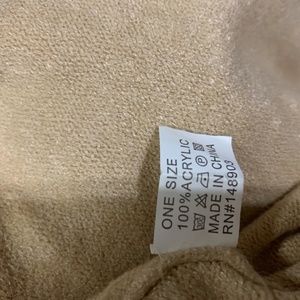 ONE SIZE
100%ACRYLIC
MADE IN CHINA
RN#148903